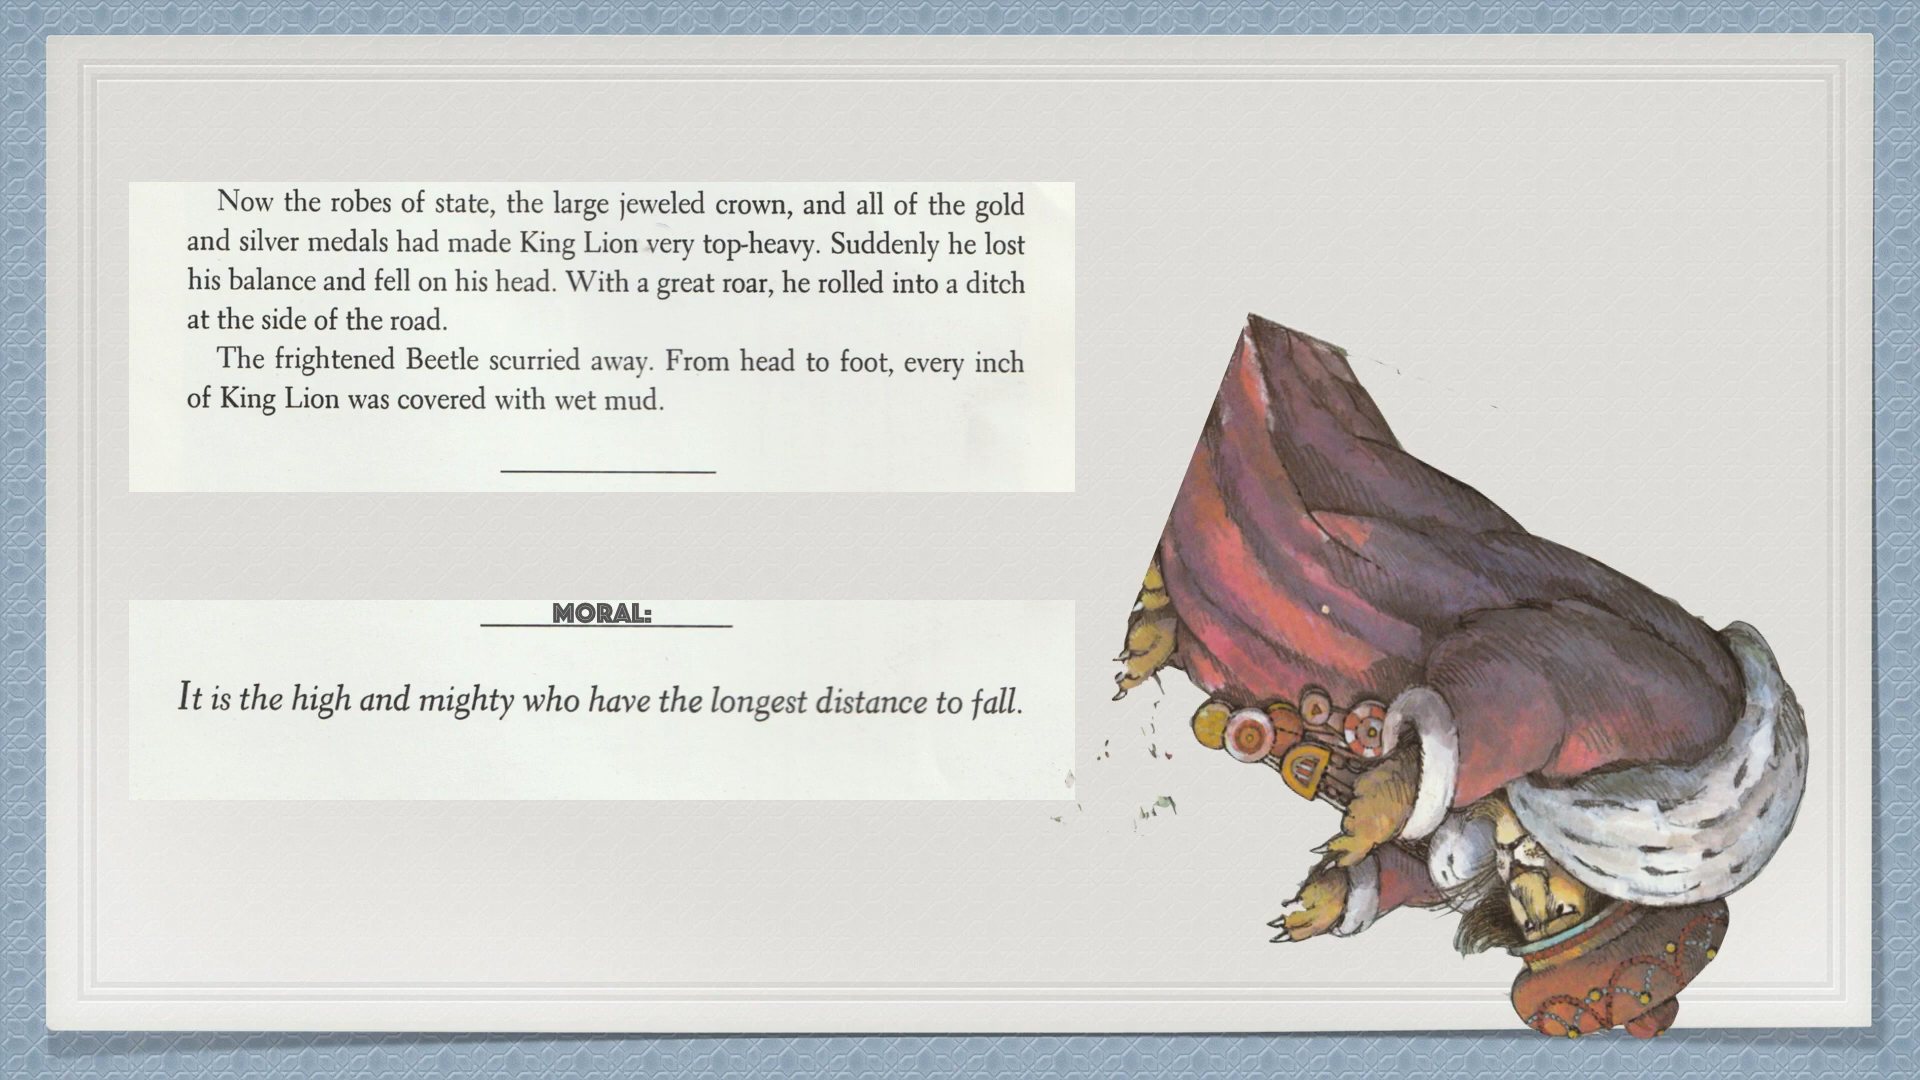 Now the robes of state, the large jeweled crown, and all of the gold
and silver medals had made King Lion very top-heavy. Suddenly he lost
his balance and fell on his head. With a great roar, he rolled into a ditch
at the side of the road.
The frightened Beetle scurried away. From head to foot, every inch
of King Lion was covered with wet mud.
MORAL:
It is the high and mighty who have the longest distance to fall.